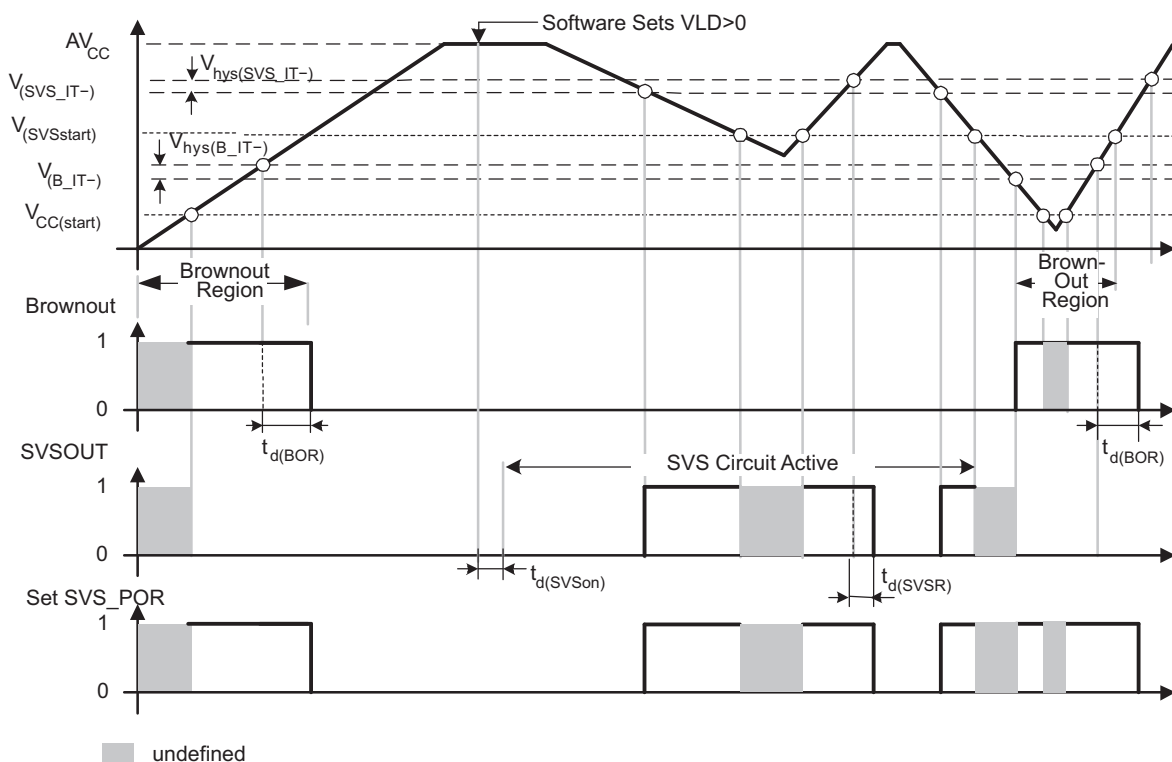 Software Sets VLD>0
AVCC
Vhys(SVS_IT−)
V(SVS_IT−)
V(SVSstart)
Vhys(B_IT−)
V(B_IT−)
VCC(start)
Brownout
Region
Brown-
Out
Region
Brownout
1
0
td(BOR)
td(BOR)
SVSOUT
SVS Circuit Active
1
0
td(SVSon)
td(SVSR)
Set SVS_POR
1
0
undefined